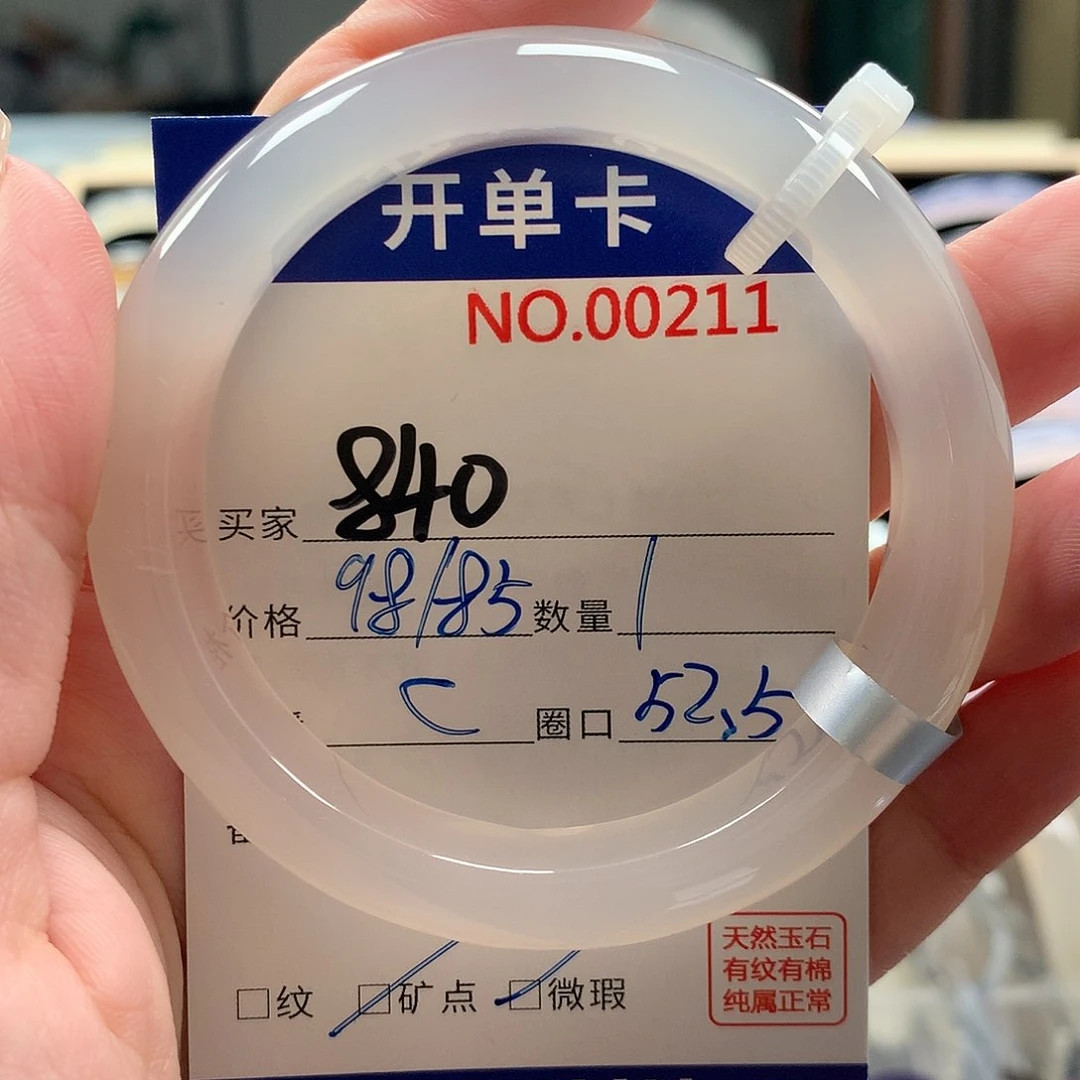 开单卡
NO.00211
买家 840
价格 98/85 数量 1
C 圈口 52.5
□纹 □矿点 □微瑕
天然玉石
有纹有棉
纯属正常